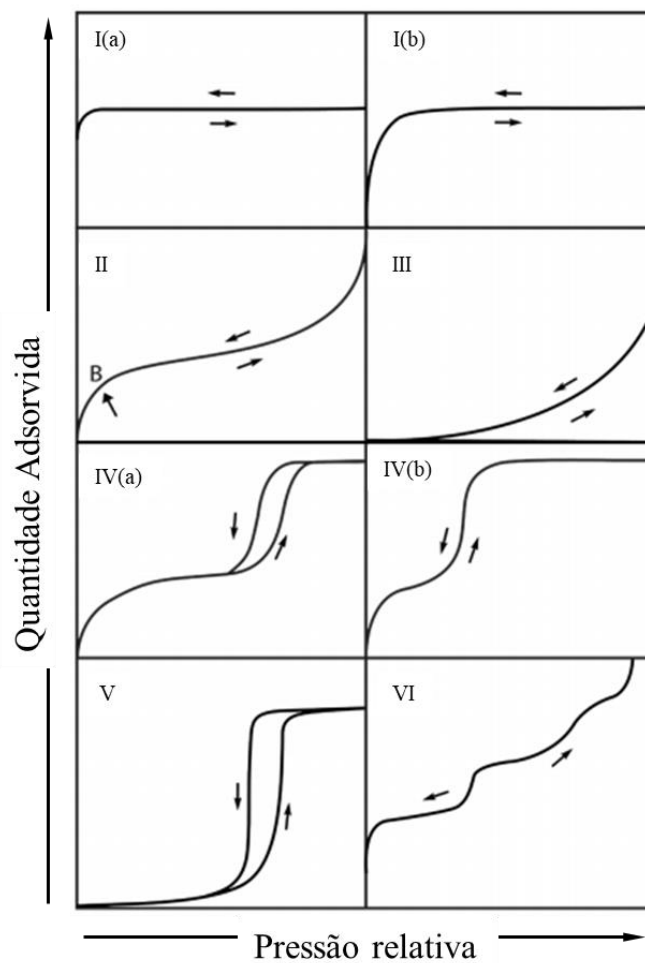 I(a)
I(b)
II
III
B
IV(a)
IV(b)
V
VI
Quantidade Adsorvida
Pressão relativa